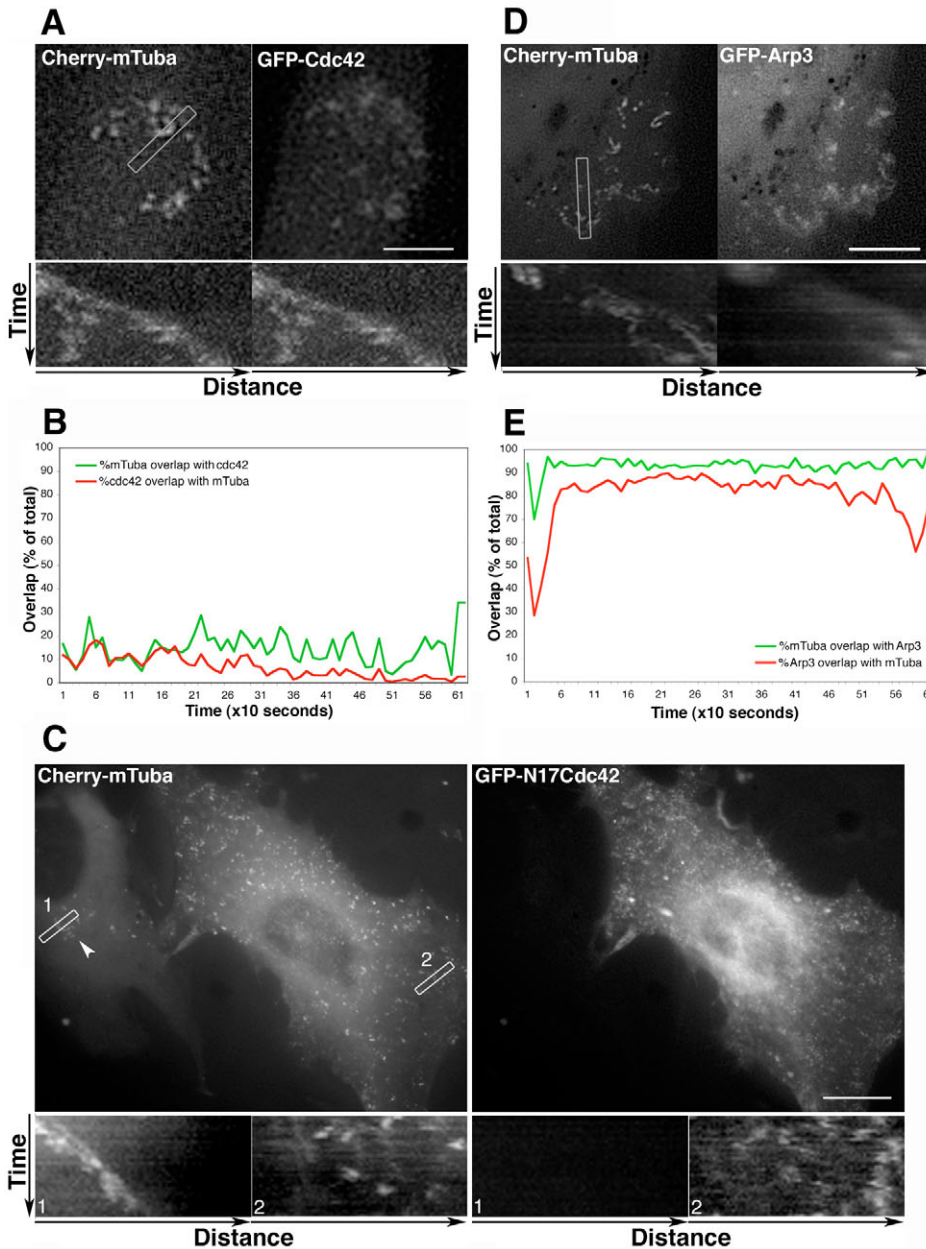 A
Cherry-mTuba
GFP-Cdc42
Time
Distance
D
Cherry-mTuba
GFP-Arp3
Time
Distance
B
100
90
80
70
60
50
40
30
20
10
0
Overlap (% of total)
%mTuba overlap with cdc42
%cdc42 overlap with mTuba
1 6 11 16 21 26 31 36 41 46 51 56 61
Time (x10 seconds)
E
100
90
80
70
60
50
40
30
20
10
0
Overlap (% of total)
%mTuba overlap with Arp3
%Arp3 overlap with mTuba
1 6 11 16 21 26 31 36 41 46 51 56
Time (x10 seconds)
C
Cherry-mTuba
GFP-N17Cdc42
1
2
Time
1
2
1
2
Distance
Distance